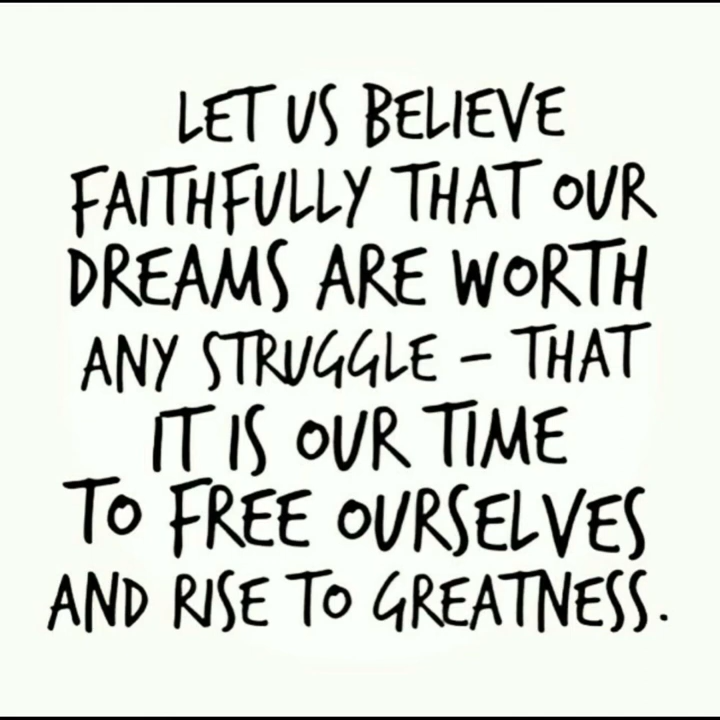 LET US BELIEVE
FAITHFULLY THAT OUR
DREAMS ARE WORTH
ANY STRUGGLE – THAT
IT IS OUR TIME
TO FREE OURSELVES
AND RISE TO GREATNESS.